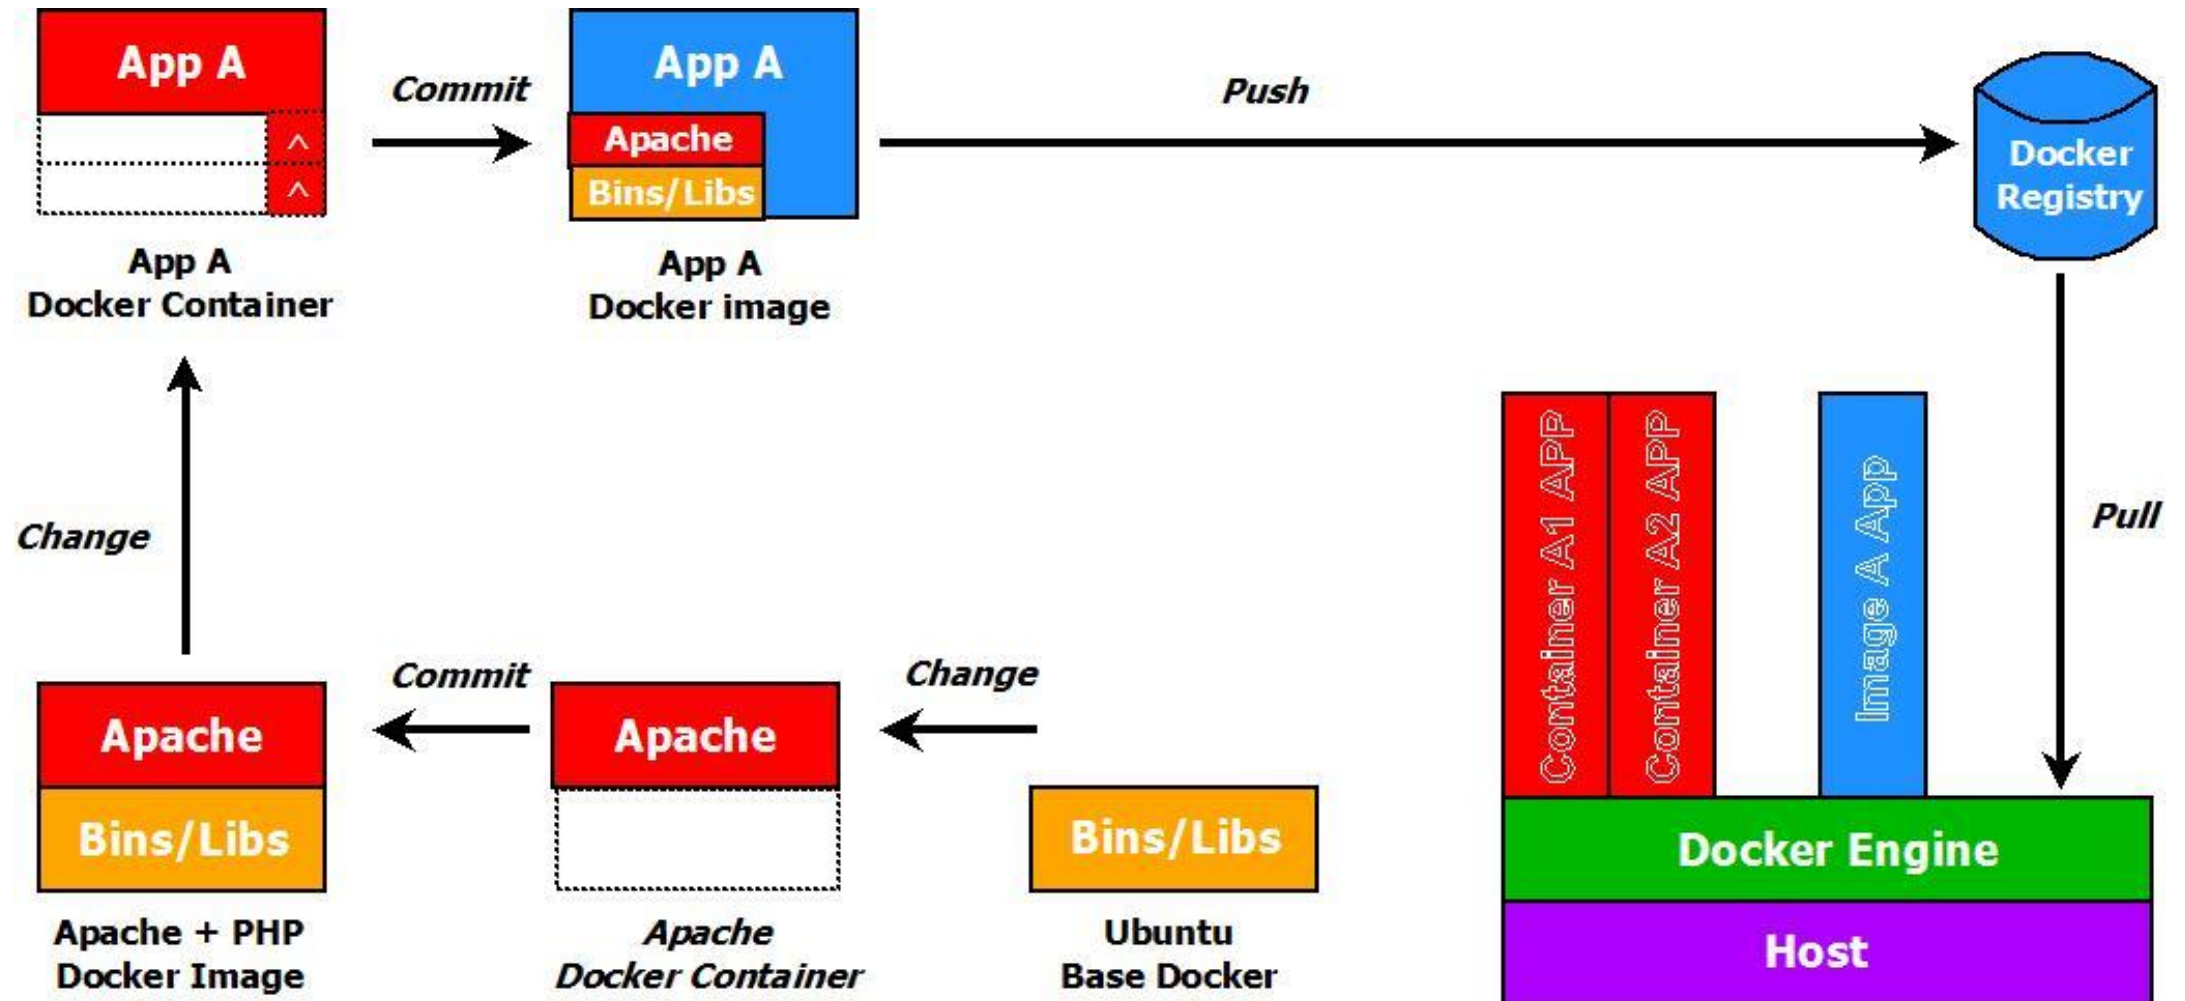 App A
^
^
App A
Docker Container
Commit
App A
Apache
Bins/Libs
App A
Docker image
Push
Docker
Registry
Pull
Change
Apache
Bins/Libs
Apache + PHP
Docker Image
Commit
Apache
Apache
Docker Container
Change
Bins/Libs
Ubuntu
Base Docker
Container A1 APP
Container A2 APP
Image A App
Docker Engine
Host